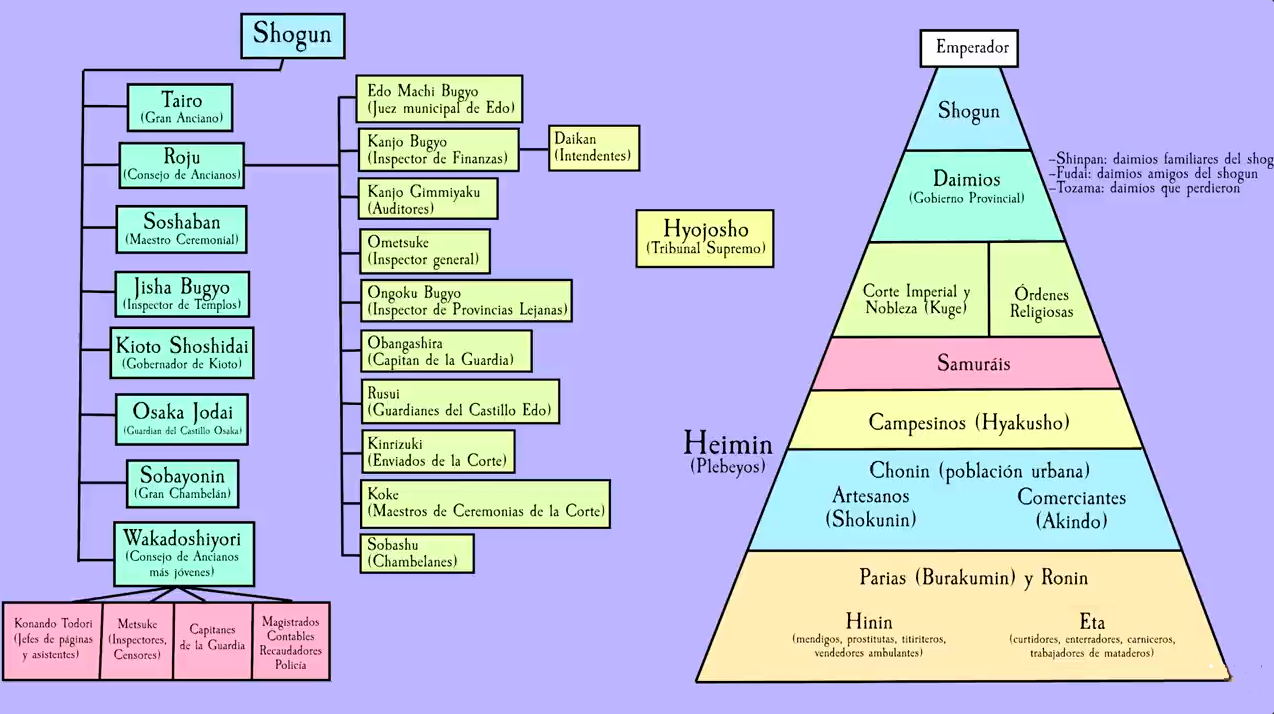 Shogun
Tairo
(Gran Anciano)
Roju
(Consejo de Ancianos)
Soshaban
(Maestro Ceremonial)
Jisha Bugyo
(Inspector de Templos)
Kioto Shoshidai
(Gobernador de Kioto)
Osaka Jodai
(Guardian del Castillo Osaka)
Sobayonin
(Gran Chambelán)
Wakadoshiyori
(Consejo de Ancianos
más jóvenes)
Konando Todori
(Jefes de páginas
y asistentes)
Metsuke
(Inspectores,
Censores)
Capitanes
de la Guardia
Magistrados
Contables
Recaudadores
Policía
Edo Machi Bugyo
(Juez municipal de Edo)
Kanjo Bugyo
(Inspector de Finanzas)
Daikan
(Intendentes)
Kanjo Gimmiyaku
(Auditores)
Ometsuke
(Inspector general)
Ongoku Bugyo
(Inspector de Provincias Lejanas)
Obangashira
(Capitan de la Guardia)
Rusui
(Guardianes del Castillo Edo)
Kinrizuki
(Enviados de la Corte)
Koke
(Maestros de Ceremonias de la Corte)
Sobashu
(Chambelanes)
Hyojosho
(Tribunal Supremo)
Emperador
Shogun
Daimios
(Gobierno Provincial)
-Shinpan: daimios familiares del shog
-Fudai: daimios amigos del shogun
-Tozama: daimios que perdieron
Corte Imperial y
Nobleza (Kuge)
Órdenes
Religiosas
Samuráis
Heimin
(Plebeyos)
Campesinos (Hyakusho)
Chonin (población urbana)
Artesanos
(Shokunin)
Comerciantes
(Akindo)
Parias (Burakumin) y Ronin
Hinin
(mendigos, prostitutas, titiriteros,
vendedores ambulantes)
Eta
(curtidores, enterradores, carniceros,
trabajadores de mataderos)